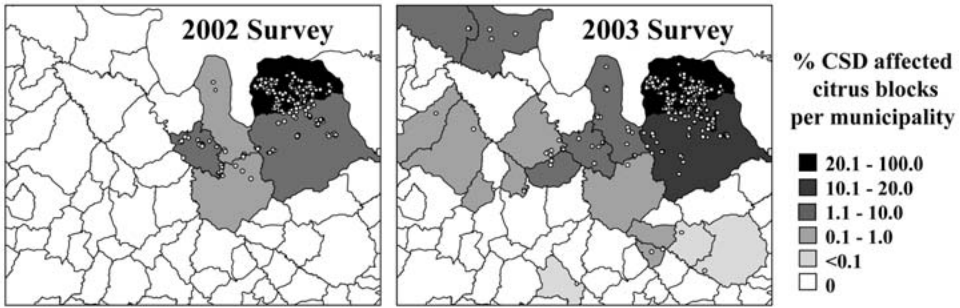 2002 Survey
2003 Survey
% CSD affected
citrus blocks
per municipality
20.1 - 100.0
10.1 - 20.0
1.1 - 10.0
0.1 - 1.0
<0.1
0